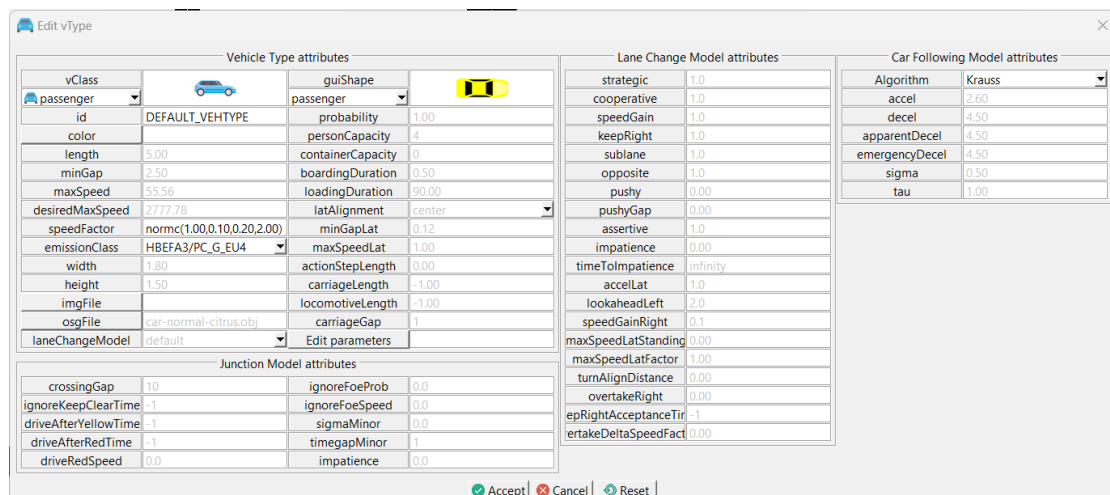 Edit vType
Vehicle Type attributes
vClass guiShape
passenger passenger
id DEFAULT_VEHTYPE probability 1.00
color personCapacity 4
length 5.00 containerCapacity 0
minGap 2.50 boardingDuration 0.50
maxSpeed 55.56 loadingDuration 90.00
desiredMaxSpeed 2777.78 latAlignment center
speedFactor normc(1.00,0.10,0.20,2.00) minGapLat 0.12
emissionClass HBEFA3/PC_G_EU4 maxSpeedLat 1.00
width 1.80 actionStepLength 0.00
height 1.50 carriageLength -1.00
imgFile locomotiveLength -1.00
osgFile car-normal-citrus.obj carriageGap 1
laneChangeModel default Edit parameters
Junction Model attributes
crossingGap 10 ignoreFoeProb 0.0
ignoreKeepClearTime -1 ignoreFoeSpeed 0.0
driveAfterYellowTime -1 sigmaMinor 0.0
driveAfterRedTime -1 timegapMinor 1
driveRedSpeed 0.0 impatience 0.0
Lane Change Model attributes
strategic 1.0
cooperative 1.0
speedGain 1.0
keepRight 1.0
sublane 1.0
opposite 1.0
pushy 0.00
pushyGap 0.00
assertive 1.0
impatience 0.00
timeToImpatience infinity
accelLat 1.0
lookaheadLeft 2.0
speedGainRight 0.1
maxSpeedLatStanding 0.00
maxSpeedLatFactor 1.00
turnAlignDistance 0.00
overtakeRight 0.00
epRightAcceptanceTir -1
ertakeDeltaSpeedFact 0.00
Car Following Model attributes
Algorithm Krauss
accel 2.60
decel 4.50
apparentDecel 4.50
emergencyDecel 4.50
sigma 0.50
tau 1.00
Accept Cancel Reset